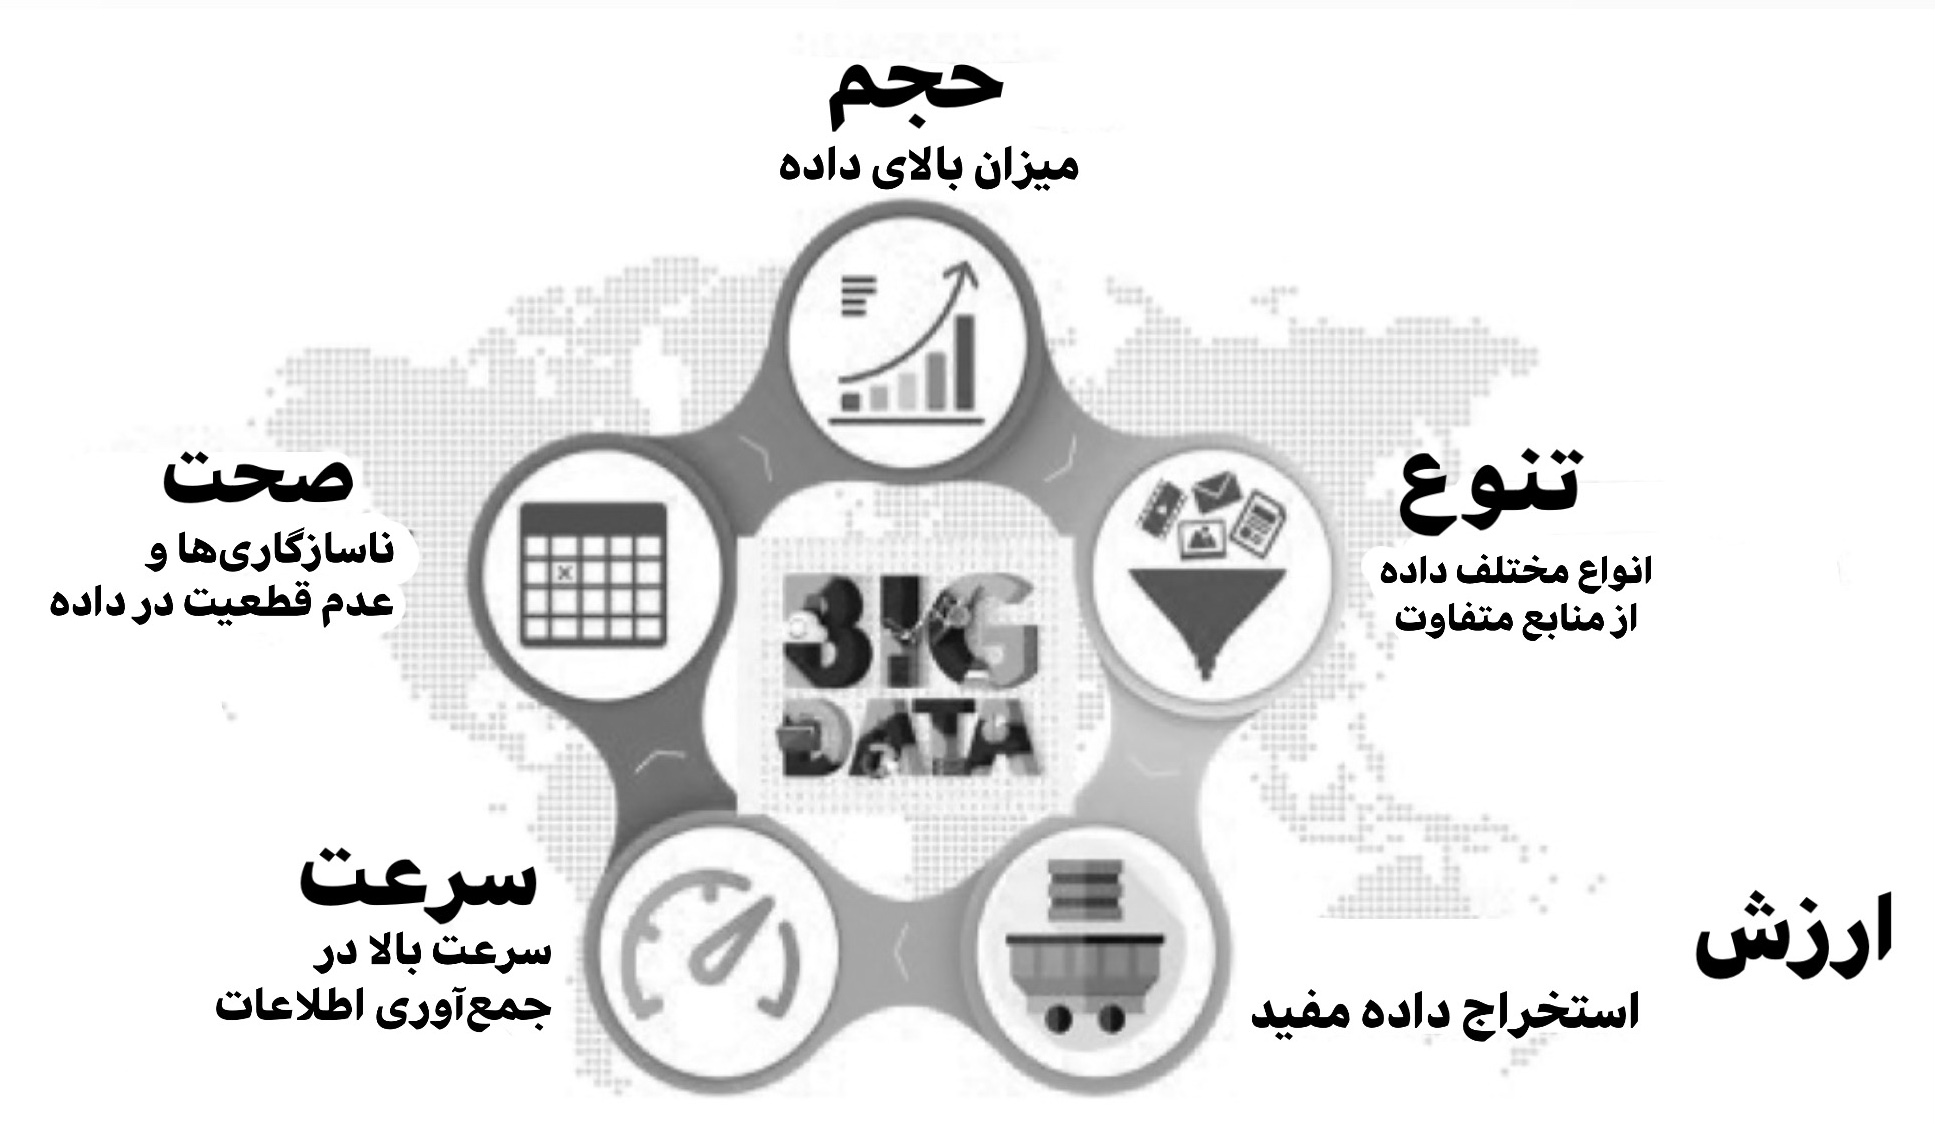 حجم
میزان بالای داده
تنوع
انواع مختلف داده
از منابع متفاوت
صحت
ناسازگاری‌ها و
عدم قطعیت در داده
BIG
DATA
سرعت
سرعت بالا در
جمع‌آوری اطلاعات
ارزش
استخراج داده مفید